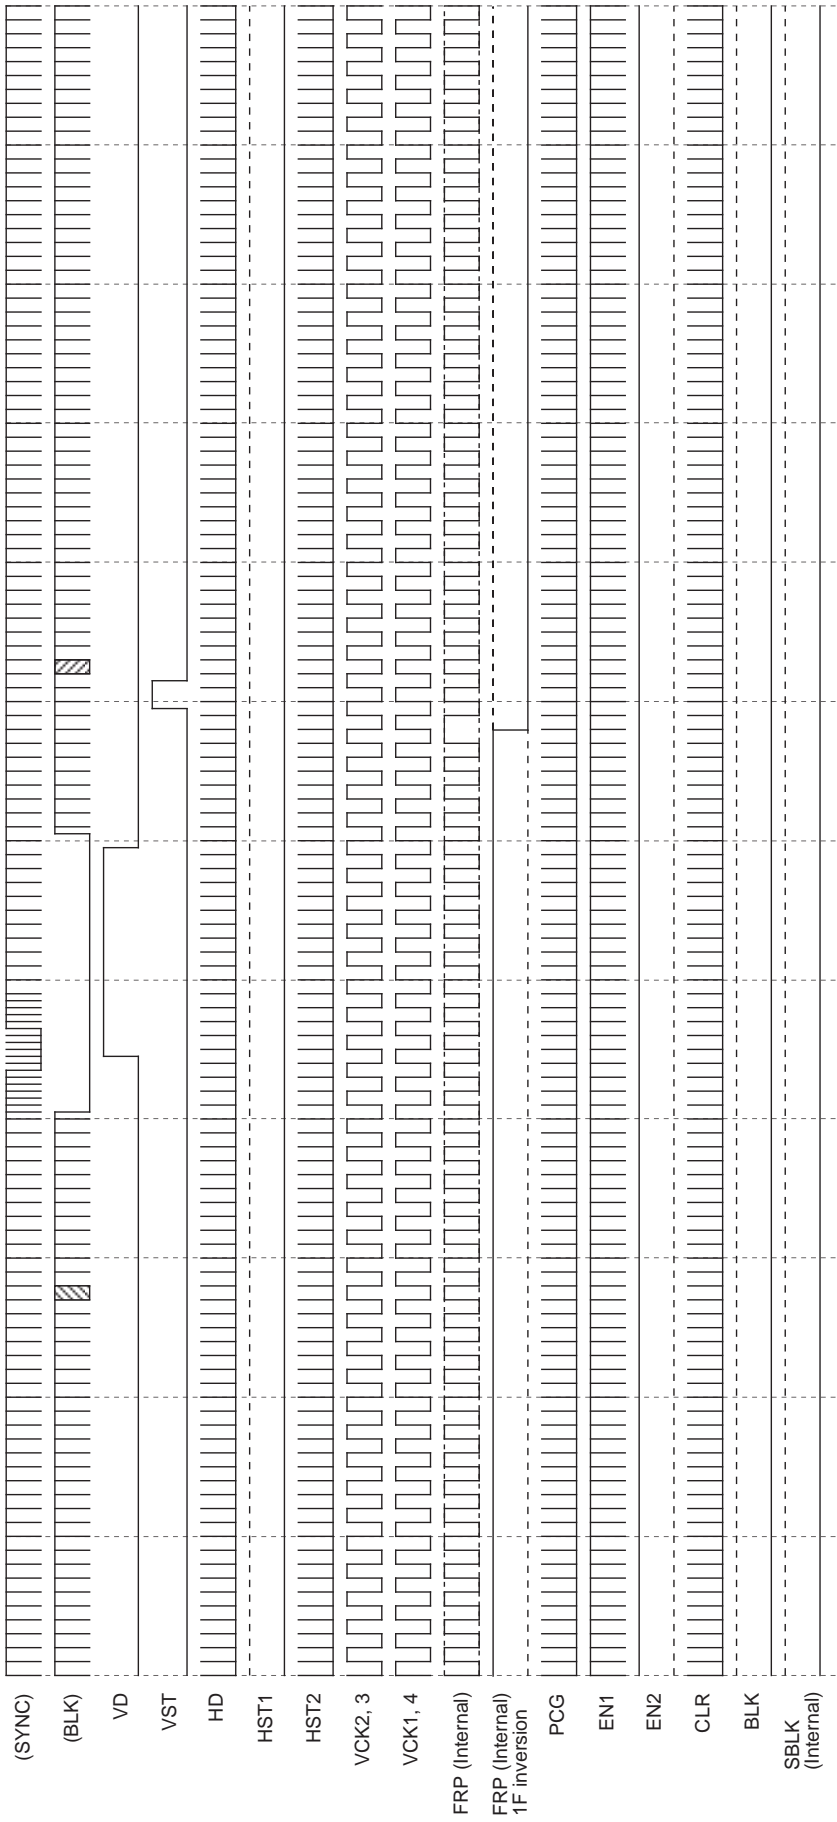 (SYNC)
(BLK)
VD
VST
HD
HST1
HST2
VCK2, 3
VCK1, 4
FRP (Internal)
FRP (Internal)
1F inversion
PCG
EN1
EN2
CLR
BLK
SBLK
(Internal)